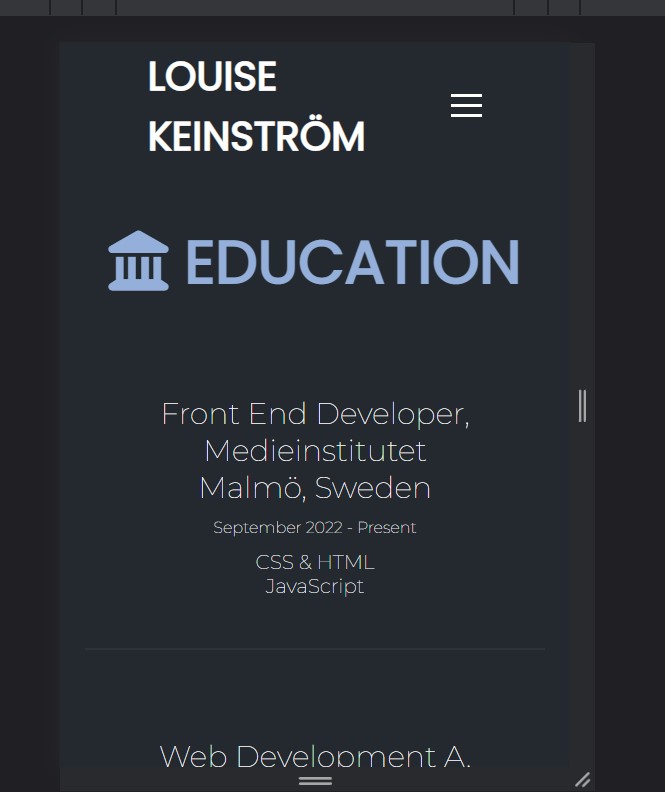 LOUISE
KEINSTRÖM
EDUCATION
Front End Developer,
Medieinstitutet
Malmö, Sweden
September 2022 - Present
CSS & HTML
JavaScript
Web Development A.